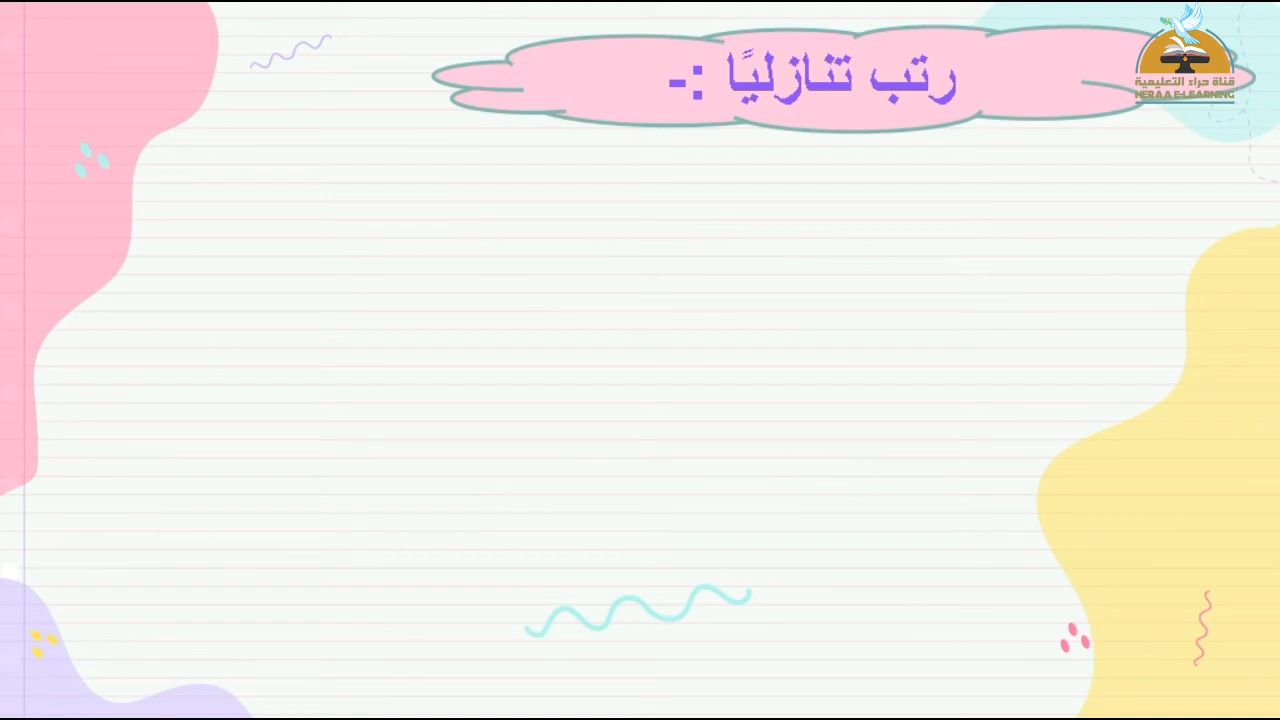 رتب تنازليًا :-
قناة حراء التعليمية
HERAA E-LEARNING